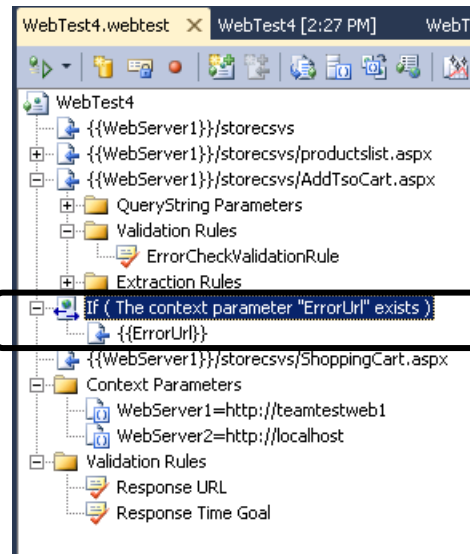 WebTest4.webtest WebTest4 [2:27 PM] WebT
WebTest4
{{WebServer1}}/storecsvs
{{WebServer1}}/storecsvs/productslist.aspx
{{WebServer1}}/storecsvs/AddTsoCart.aspx
QueryString Parameters
Validation Rules
ErrorCheckValidationRule
Extraction Rules
If ( The context parameter "ErrorUrl" exists )
{{ErrorUrl}}
{{WebServer1}}/storecsvs/ShoppingCart.aspx
Context Parameters
WebServer1=http://teamtestweb1
WebServer2=http://localhost
Validation Rules
Response URL
Response Time Goal